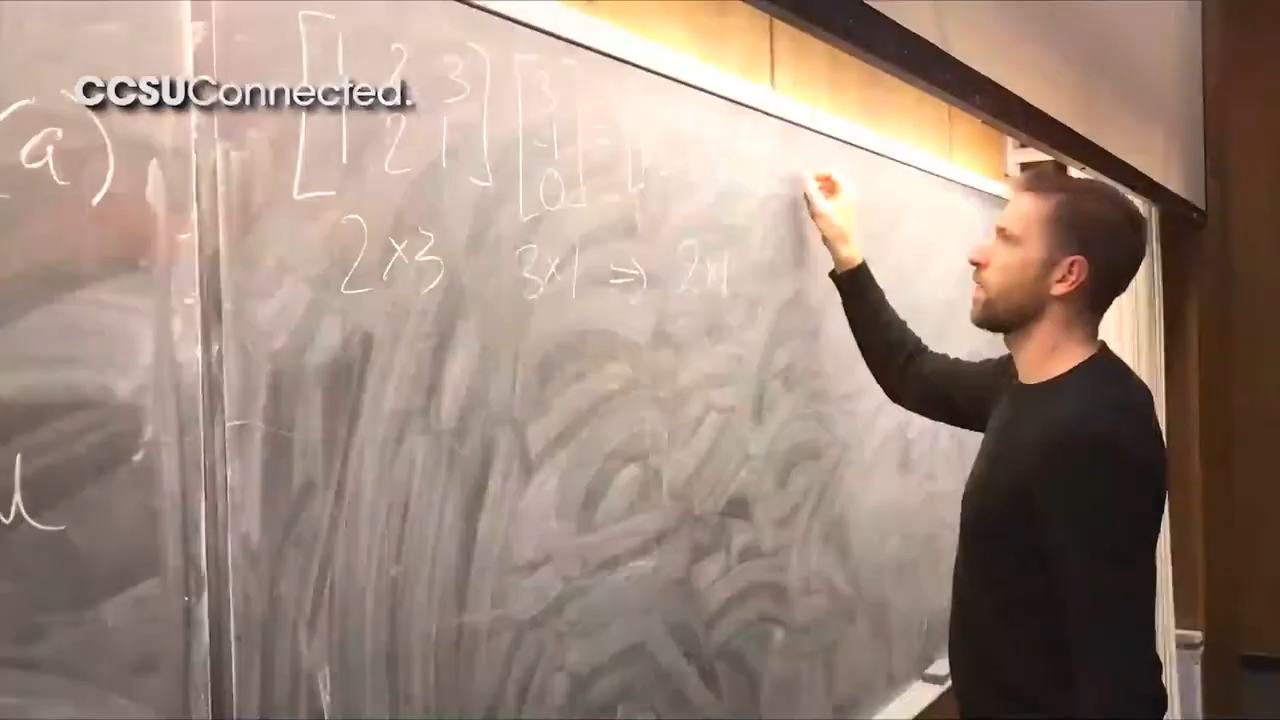 CCSUConnected.
(a)
[1 2 3] [3] = [
[1 2 1] [-1]
[0]
2×3 3×1 ⇒ 2×1